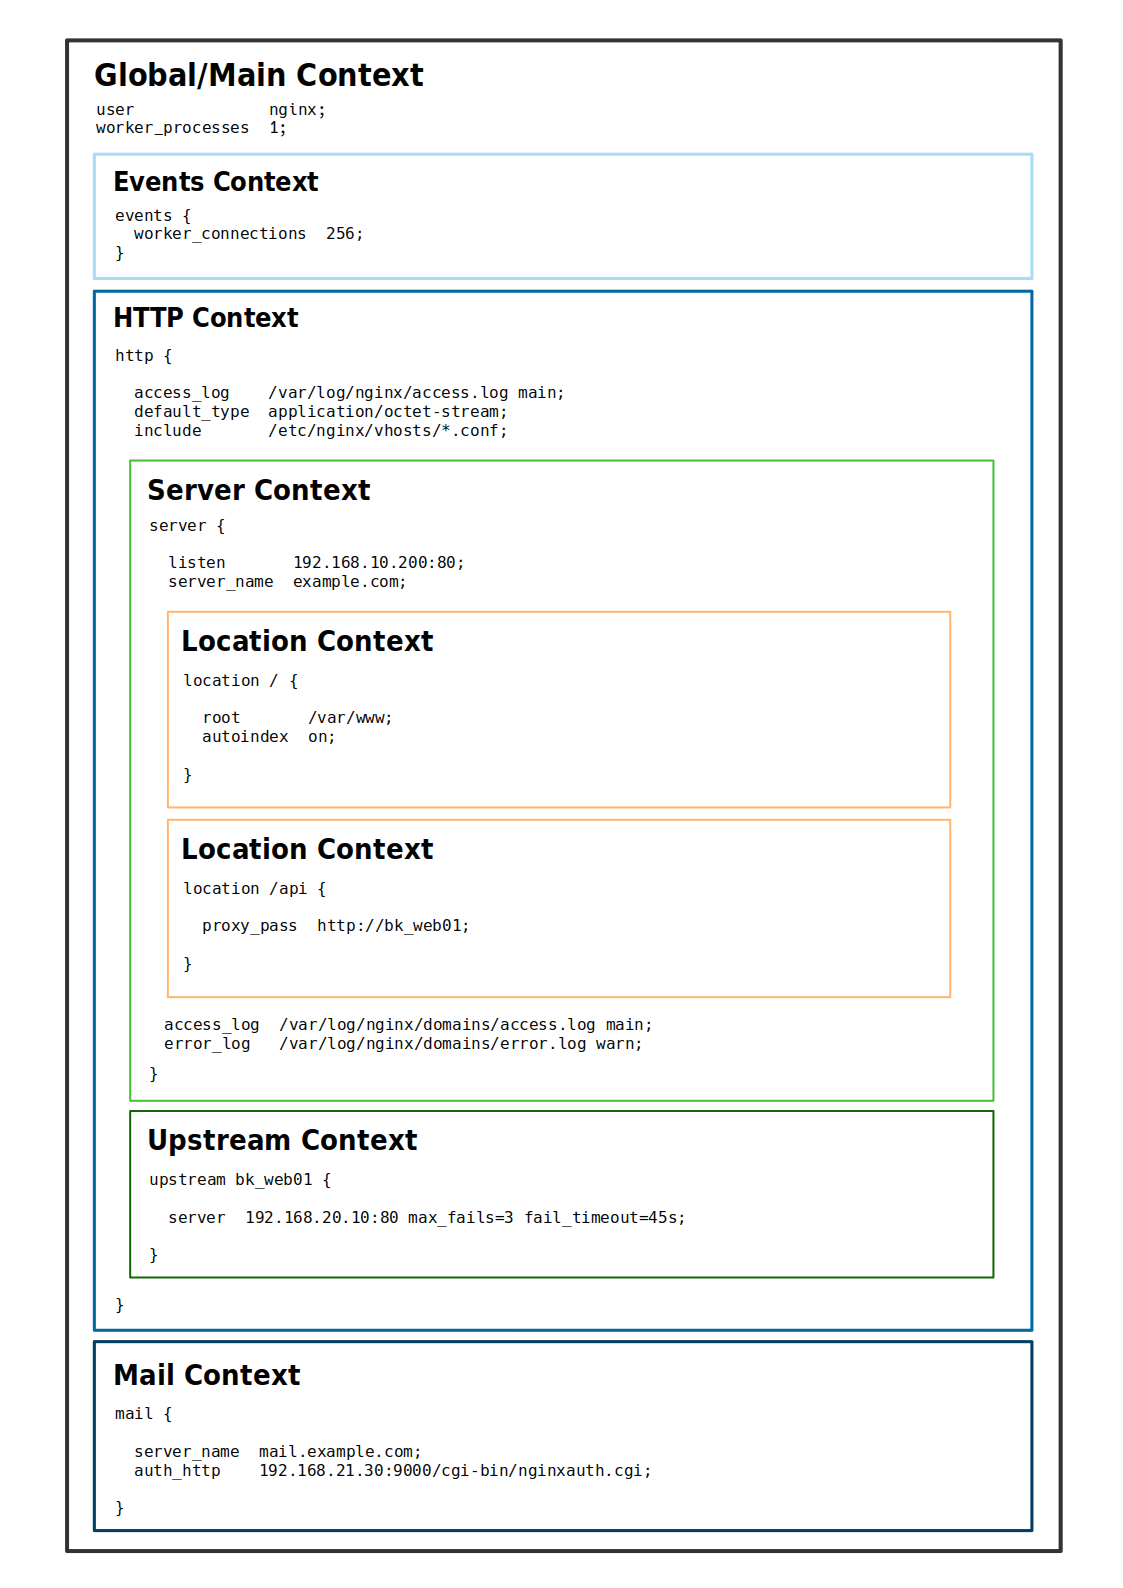 Global/Main Context
user              nginx;
worker_processes  1;
Events Context
events {
  worker_connections  256;
}
HTTP Context
http {
  access_log    /var/log/nginx/access.log main;
  default_type  application/octet-stream;
  include       /etc/nginx/vhosts/*.conf;
Server Context
server {
  listen       192.168.10.200:80;
  server_name  example.com;
Location Context
location / {
  root       /var/www;
  autoindex  on;
}
Location Context
location /api {
  proxy_pass  http://bk_web01;
}
access_log  /var/log/nginx/domains/access.log main;
error_log   /var/log/nginx/domains/error.log warn;
}
Upstream Context
upstream bk_web01 {
  server  192.168.20.10:80 max_fails=3 fail_timeout=45s;
}
}
Mail Context
mail {
  server_name  mail.example.com;
  auth_http    192.168.21.30:9000/cgi-bin/nginxauth.cgi;
}